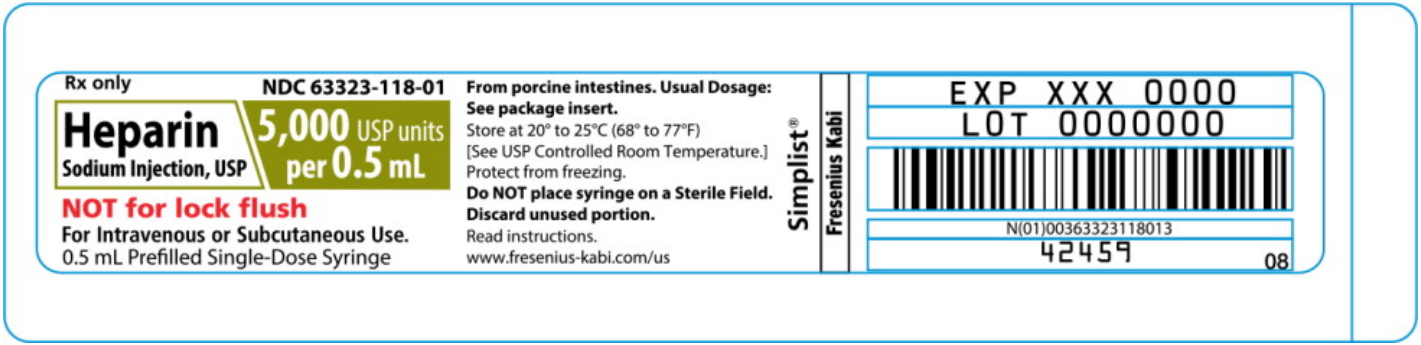 Rx only
NDC 63323-118-01
Heparin
Sodium Injection, USP
5,000 USP units
per 0.5 mL
NOT for lock flush
For Intravenous or Subcutaneous Use.
0.5 mL Prefilled Single-Dose Syringe
From porcine intestines. Usual Dosage:
See package insert.
Store at 20° to 25°C (68° to 77°F)
[See USP Controlled Room Temperature.]
Protect from freezing.
Do NOT place syringe on a Sterile Field.
Discard unused portion.
Read instructions.
www.fresenius-kabi.com/us
Simplist®
Fresenius Kabi
EXP XXX 0000
LOT 0000000
N(01)00363323118013
42459
08